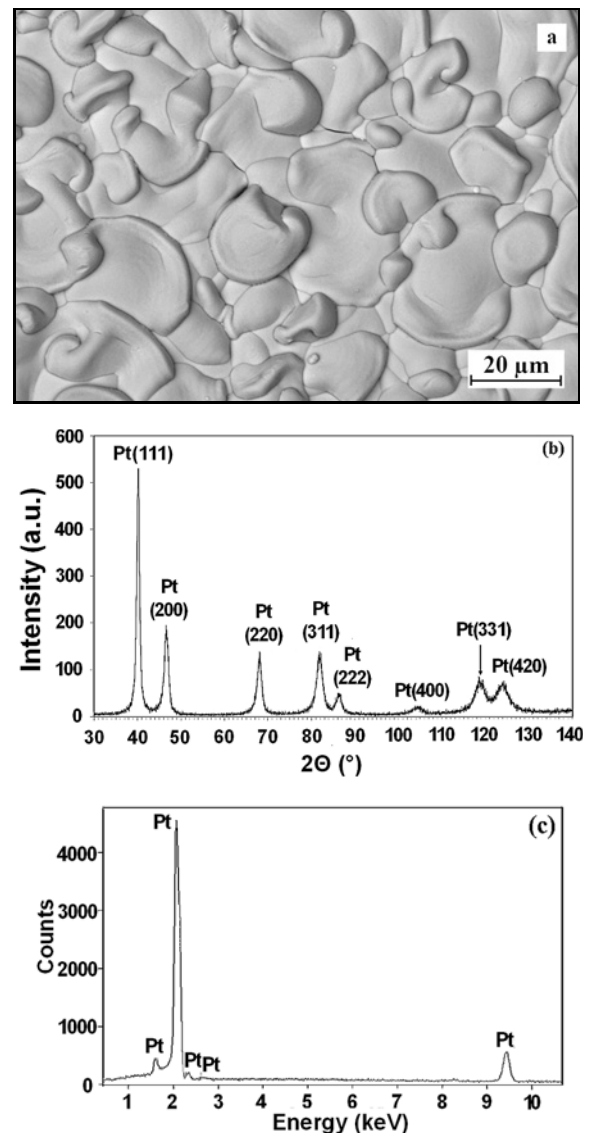 a
20 µm
(b)
600
500
400
300
200
100
0
Intensity (a.u.)
Pt(111)
Pt
(200)
Pt
(220)
Pt
(311)
Pt
(222)
Pt(400)
Pt(331)
Pt(420)
30 40 50 60 70 80 90 100 110 120 130 140
2Θ (°)
(c)
4000
3000
2000
1000
0
Counts
Pt
Pt
Pt
Pt
Pt
1 2 3 4 5 6 7 8 9 10
Energy (keV)